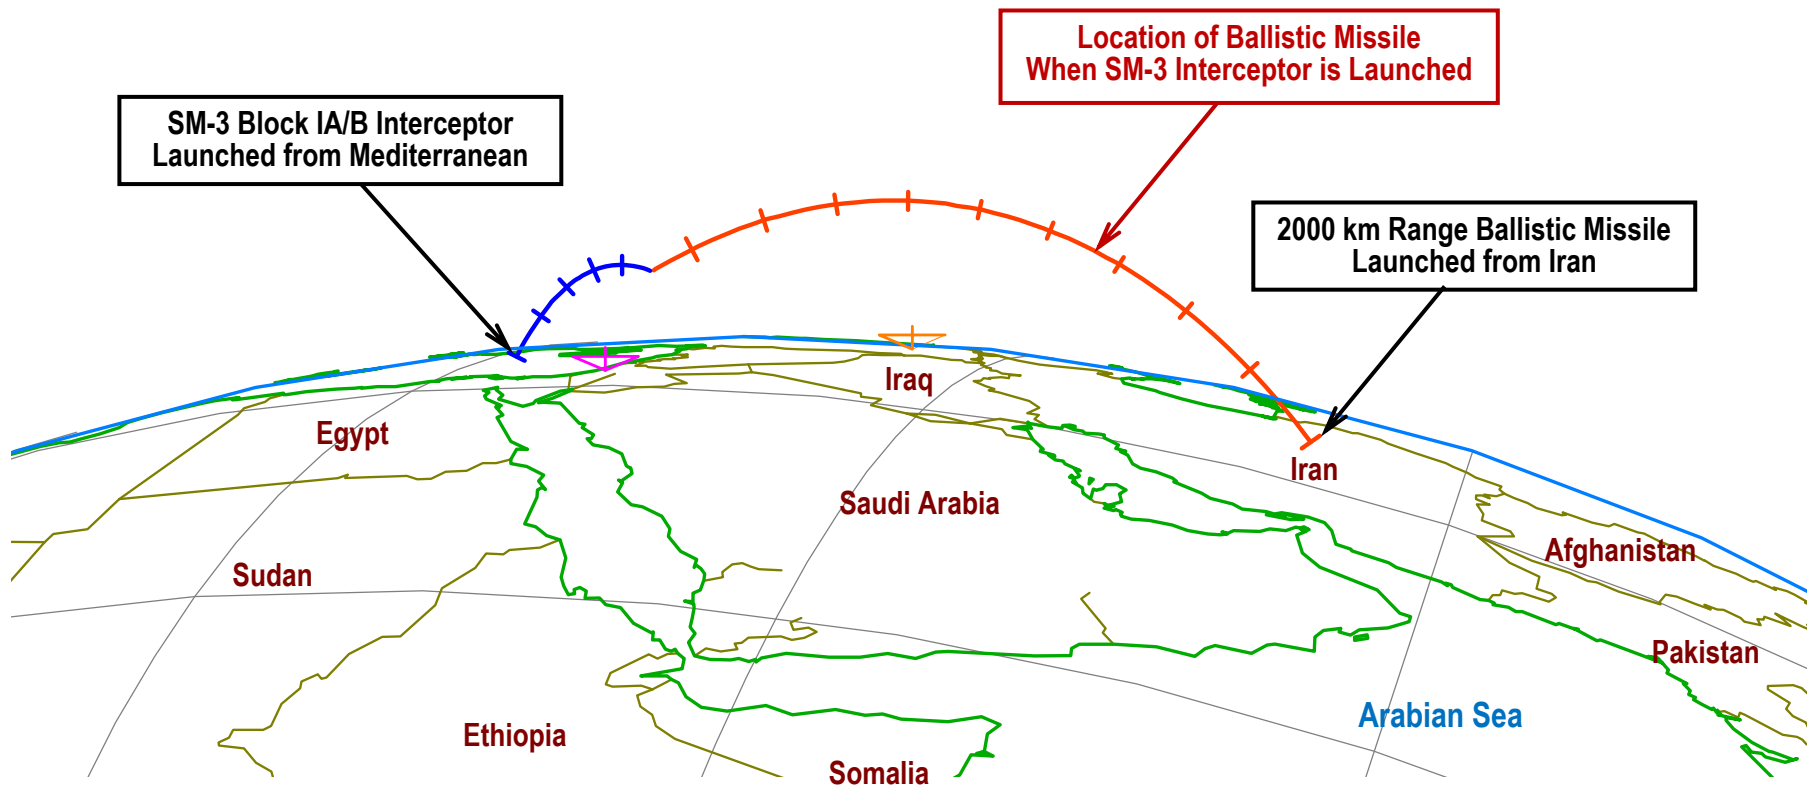 Location of Ballistic Missile
When SM-3 Interceptor is Launched
SM-3 Block IA/B Interceptor
Launched from Mediterranean
2000 km Range Ballistic Missile
Launched from Iran
Iraq
Egypt
Iran
Saudi Arabia
Afghanistan
Sudan
Pakistan
Arabian Sea
Ethiopia
Somalia